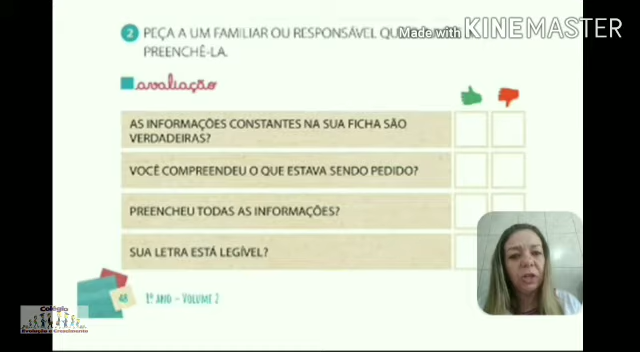 Made with KINEMASTER
2 PEÇA A UM FAMILIAR OU RESPONSÁVEL
PREENCHÊ-LA.
avaliação
AS INFORMAÇÕES CONSTANTES NA SUA FICHA SÃO
VERDADEIRAS?
VOCÊ COMPREENDEU O QUE ESTAVA SENDO PEDIDO?
PREENCHEU TODAS AS INFORMAÇÕES?
SUA LETRA ESTÁ LEGÍVEL?
48 1º ANO – VOLUME 2
Colégio